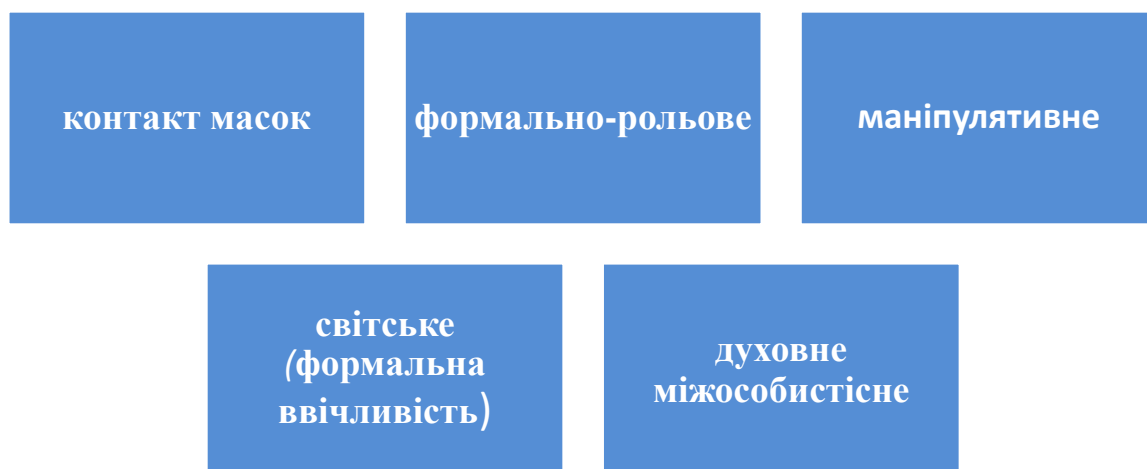 контакт масок
формально-рольове
маніпулятивне
світське
(формальна
ввічливість)
духовне
міжособистісне